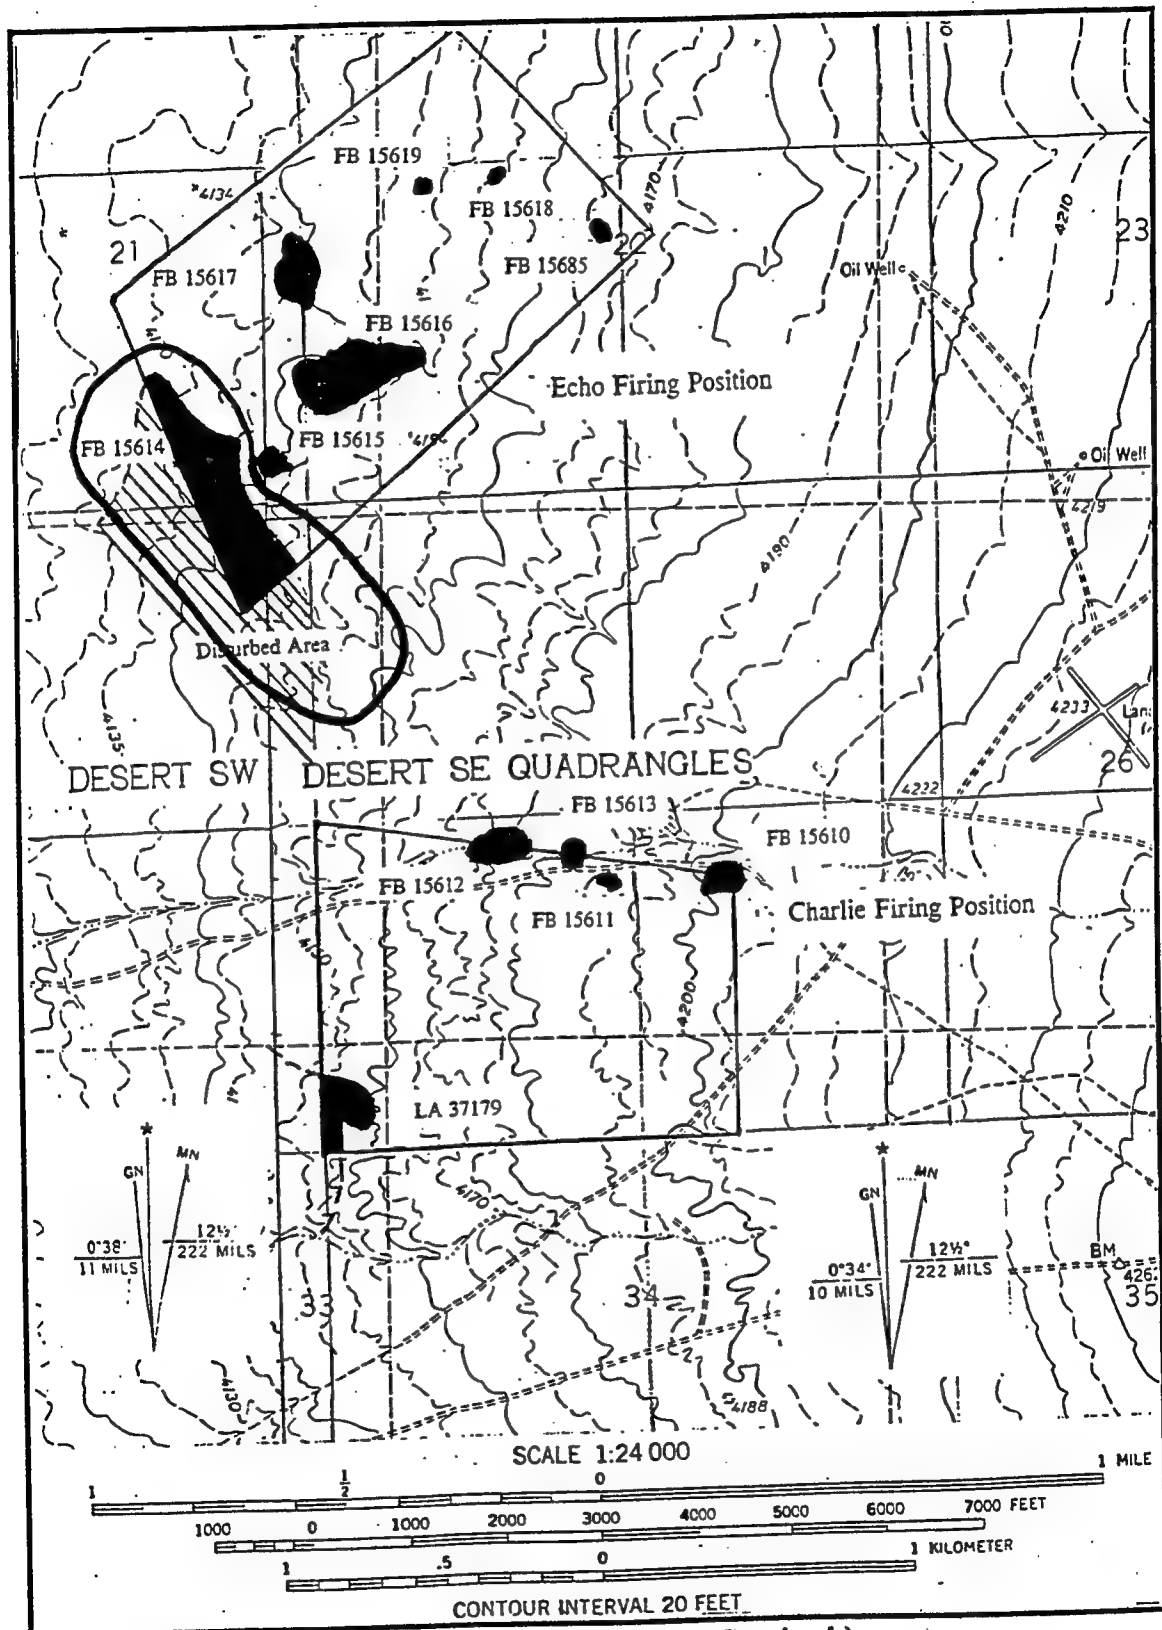 FB 15619
4134
FB 15618
4170
4210
21
22
23
FB 15617
FB 15685
Oil Well
FB 15616
Echo Firing Position
FB 15614
FB 15615
Oil Well
4219
4190
Disturbed Area
4135
4233
26
DESERT SW DESERT SE QUADRANGLES
4222
FB 15613
FB 15610
FB 15612
FB 15611
Charlie Firing Position
4200
LA 37179
* *
GN MN
GN MN
4170
0°38'
11 MILS
12½°
222 MILS
0°34'
10 MILS
12½°
222 MILS
BM
33
34
35
4130
4188
SCALE 1:24 000
1 ½ 0 1 MILE
1000 0 1000 2000 3000 4000 5000 6000 7000 FEET
1 .5 0 1 KILOMETER
CONTOUR INTERVAL 20 FEET